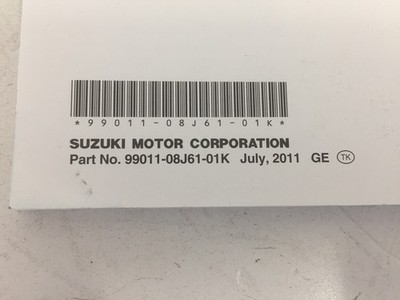 *99011-08J61-01K*
SUZUKI MOTOR CORPORATION
Part No. 99011-08J61-01K July, 2011 GE TK